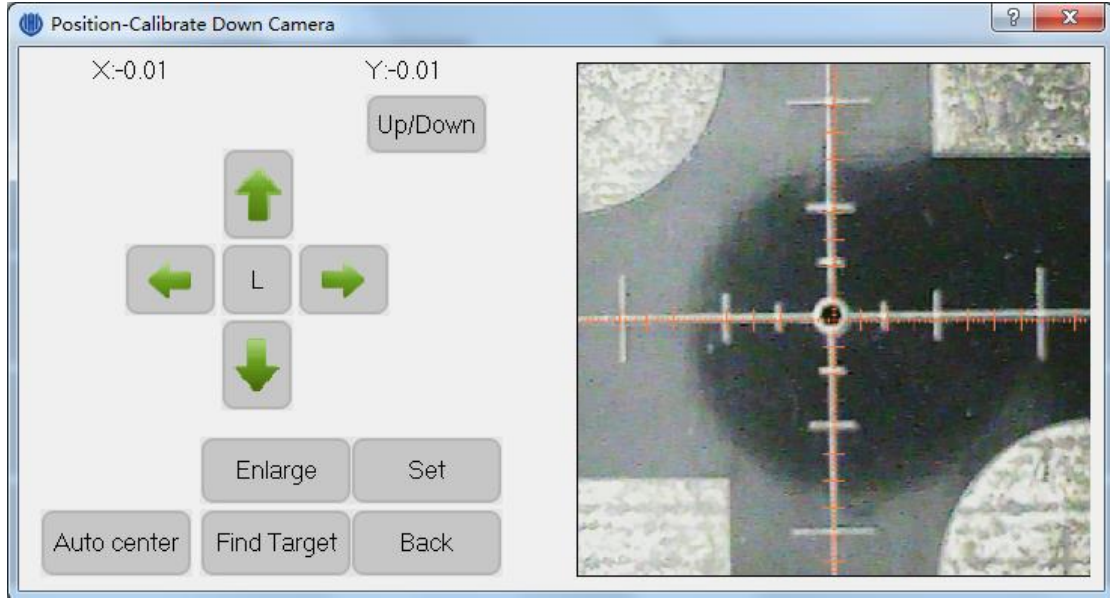 Position-Calibrate Down Camera
X:-0.01 Y:-0.01
Up/Down
L
Enlarge Set
Auto center Find Target Back